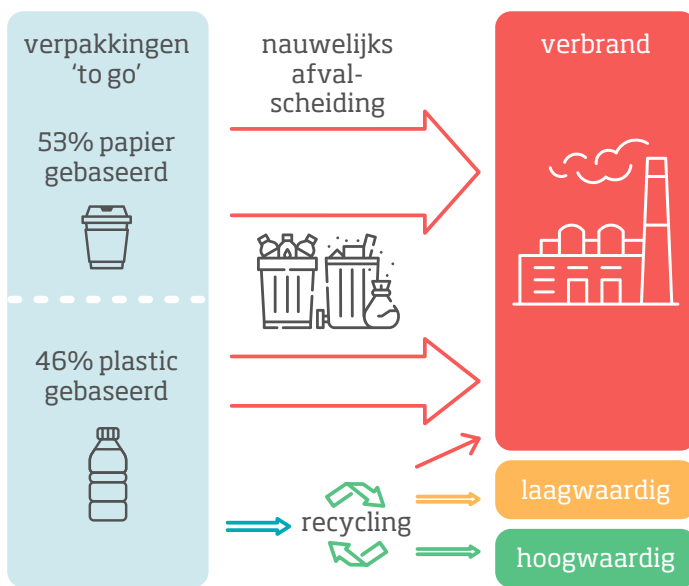 verpakkingen
‘to go’
53% papier
gebaseerd
46% plastic
gebaseerd
nauwelijks
afval-
scheiding
recycling
verbrand
laagwaardig
hoogwaardig